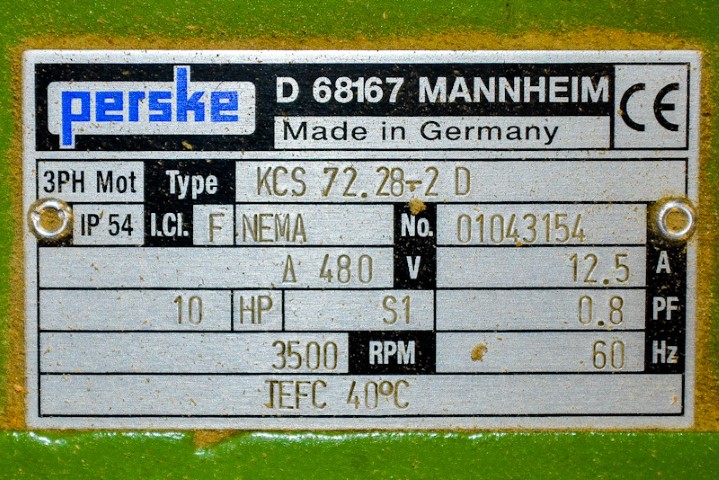 perske D 68167 MANNHEIM CE
Made in Germany
3PH Mot Type KCS 72.28-2 D
IP 54 I.Cl. F NEMA No. 01043154
Δ 480 V 12.5 A
10 HP S1 0.8 PF
3500 RPM 60 Hz
TEFC 40°C